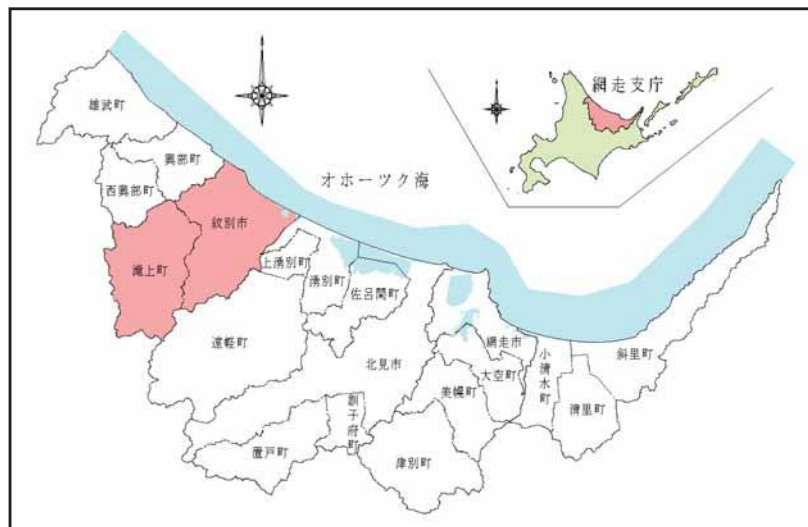 網走支庁
オホーツク海
雄武町
興部町
西興部町
紋別市
滝上町
上湧別町
湧別町
佐呂間町
遠軽町
北見市
網走市
大空町
美幌町
小清水町
斜里町
清里町
訓子府町
置戸町
津別町